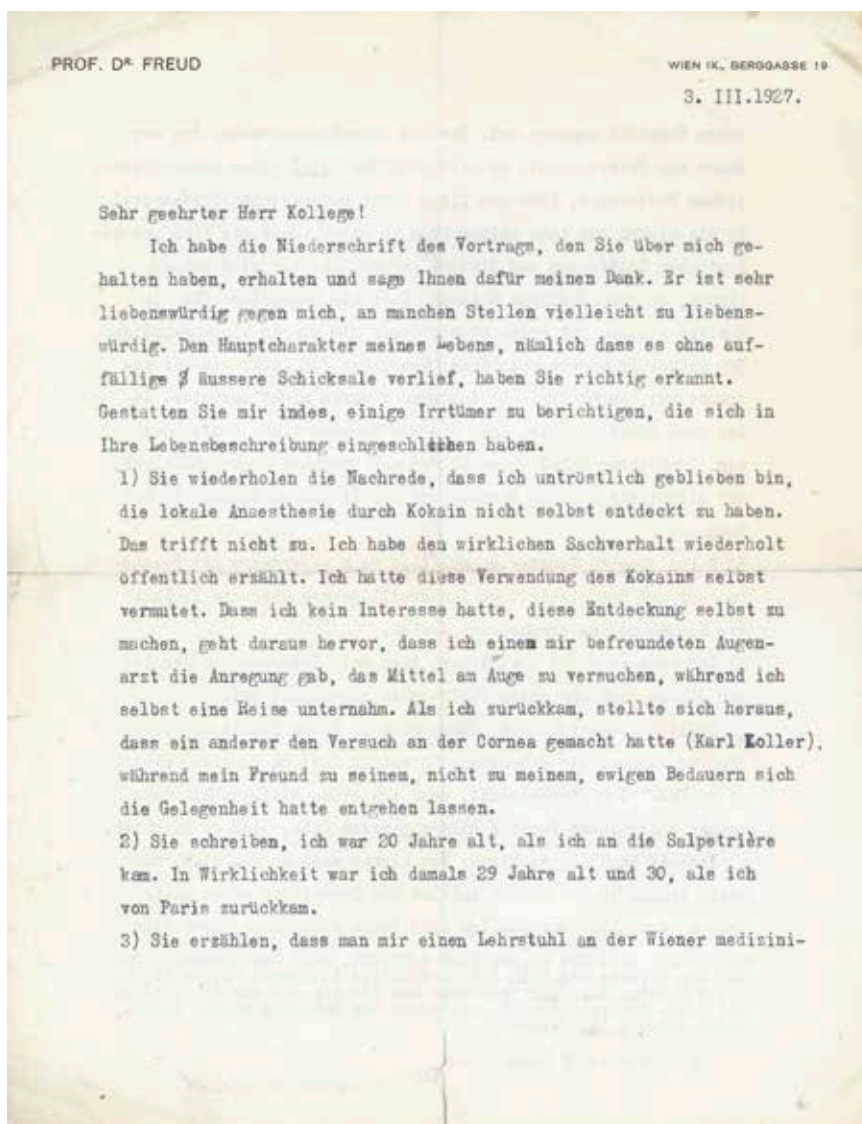 PROF. DR. FREUD
WIEN IX., BERGGASSE 19
3. III.1927.
Sehr geehrter Herr Kollege!
Ich habe die Niederschrift des Vortrags, den Sie über mich ge-
halten haben, erhalten und sage Ihnen dafür meinen Dank. Er ist sehr
liebenswürdig gegen mich, an manchen Stellen vielleicht zu liebens-
würdig. Den Hauptcharakter meines Lebens, nämlich dass es ohne auf-
fällige äussere Schicksale verlief, haben Sie richtig erkannt.
Gestatten Sie mir indes, einige Irrtümer zu berichtigen, die sich in
Ihre Lebensbeschreibung eingeschlichen haben.
1) Sie wiederholen die Nachrede, dass ich untröstlich geblieben bin,
die lokale Anaesthesie durch Kokain nicht selbst entdeckt zu haben.
Das trifft nicht zu. Ich habe den wirklichen Sachverhalt wiederholt
öffentlich erzählt. Ich hatte diese Verwendung des Kokains selbst
vermutet. Dass ich kein Interesse hatte, diese Entdeckung selbst zu
machen, geht daraus hervor, dass ich einem mir befreundeten Augen-
arzt die Anregung gab, das Mittel am Auge zu versuchen, während ich
selbst eine Reise unternahm. Als ich zurückkam, stellte sich heraus,
dass ein anderer den Versuch an der Cornea gemacht hatte (Karl Koller),
während mein Freund zu seinem, nicht zu meinem, ewigen Bedauern sich
die Gelegenheit hatte entgehen lassen.
2) Sie schreiben, ich war 20 Jahre alt, als ich an die Salpetrière
kam. In Wirklichkeit war ich damals 29 Jahre alt und 30, als ich
von Paris zurückkam.
3) Sie erzählen, dass man mir einen Lehrstuhl an der Wiener medizini-